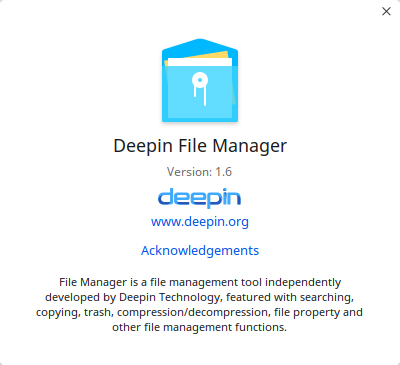 Deepin File Manager
Version: 1.6
deepin
www.deepin.org
Acknowledgements
File Manager is a file management tool independently
developed by Deepin Technology, featured with searching,
copying, trash, compression/decompression, file property and
other file management functions.